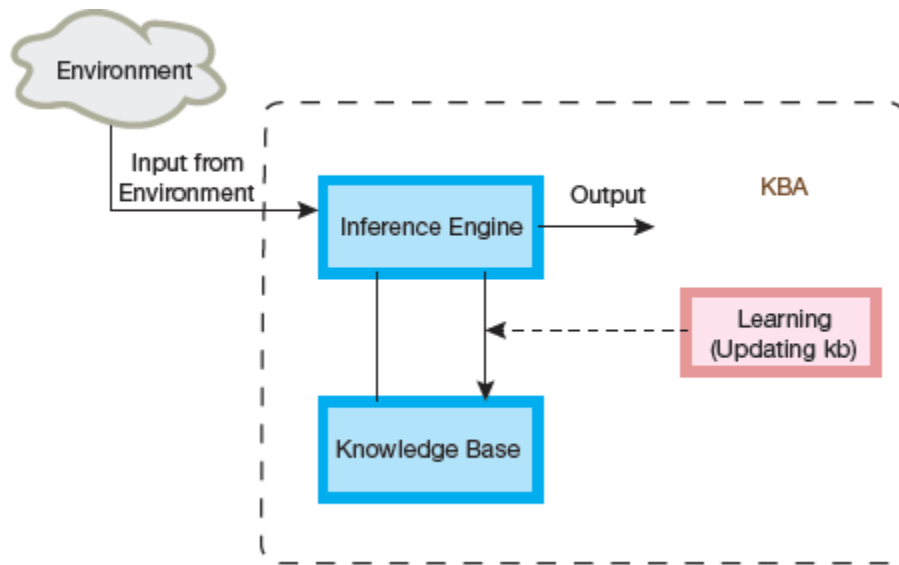 Environment
Input from
Environment
Inference Engine
Output
KBA
Learning
(Updating kb)
Knowledge Base